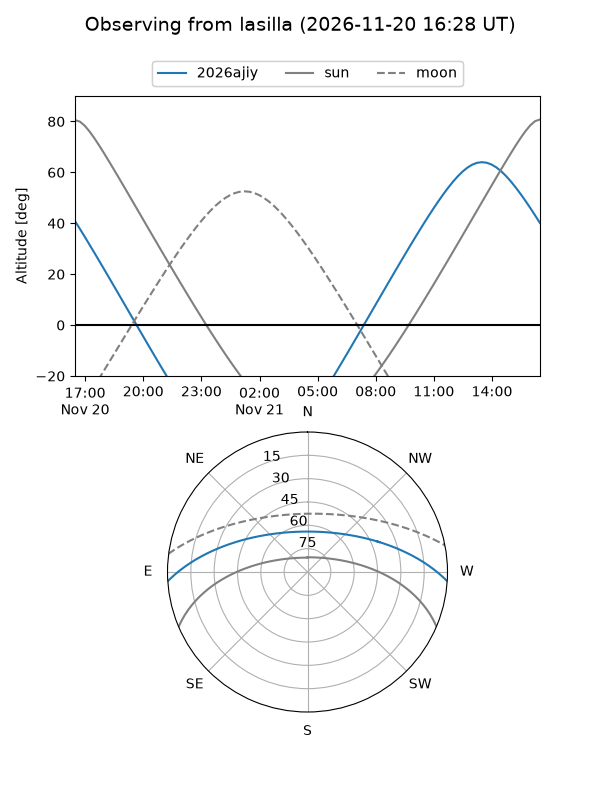 Observing from lasilla (2026-11-20 16:28 UT)
2026ajiy sun moon
Altitude [deg]
80
60
40
20
0
−20
17:00 20:00 23:00 02:00 05:00 08:00 11:00 14:00
Nov 20 Nov 21
N
NE NW
15
30
45
60
75
E W
SE SW
S